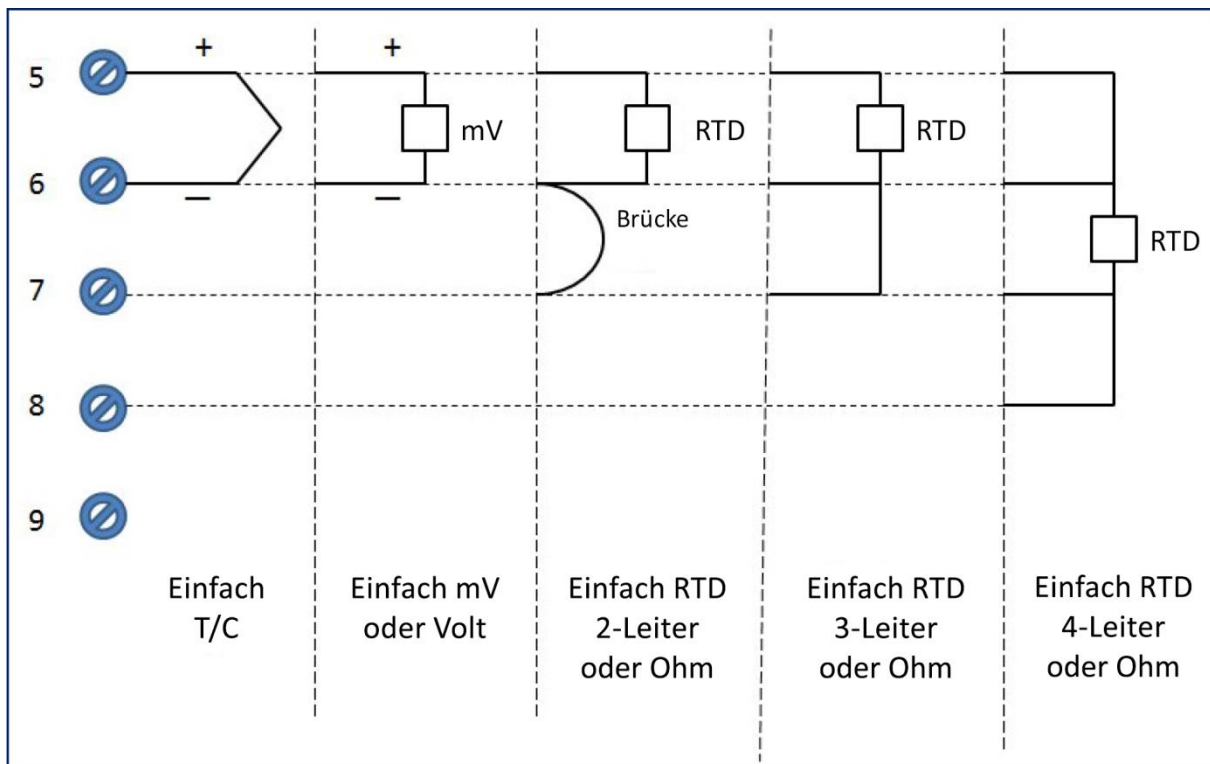 +
+
5
mV
RTD
RTD
6
−
−
Brücke
RTD
7
8
9
Einfach
T/C
Einfach mV
oder Volt
Einfach RTD
2-Leiter
oder Ohm
Einfach RTD
3-Leiter
oder Ohm
Einfach RTD
4-Leiter
oder Ohm